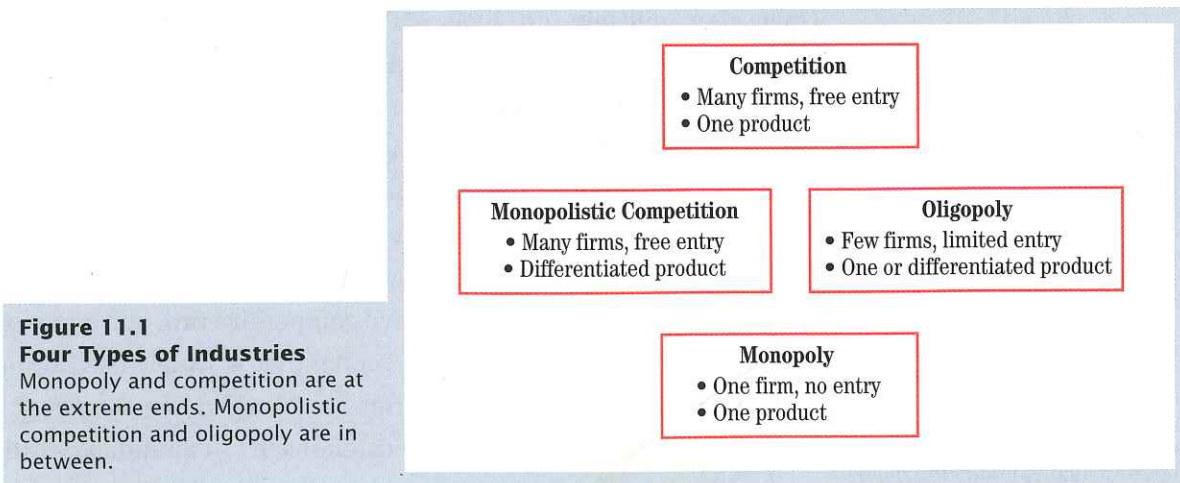 Competition
• Many firms, free entry
• One product
Monopolistic Competition
• Many firms, free entry
• Differentiated product
Oligopoly
• Few firms, limited entry
• One or differentiated product
Monopoly
• One firm, no entry
• One product
Figure 11.1
Four Types of Industries
Monopoly and competition are at
the extreme ends. Monopolistic
competition and oligopoly are in
between.